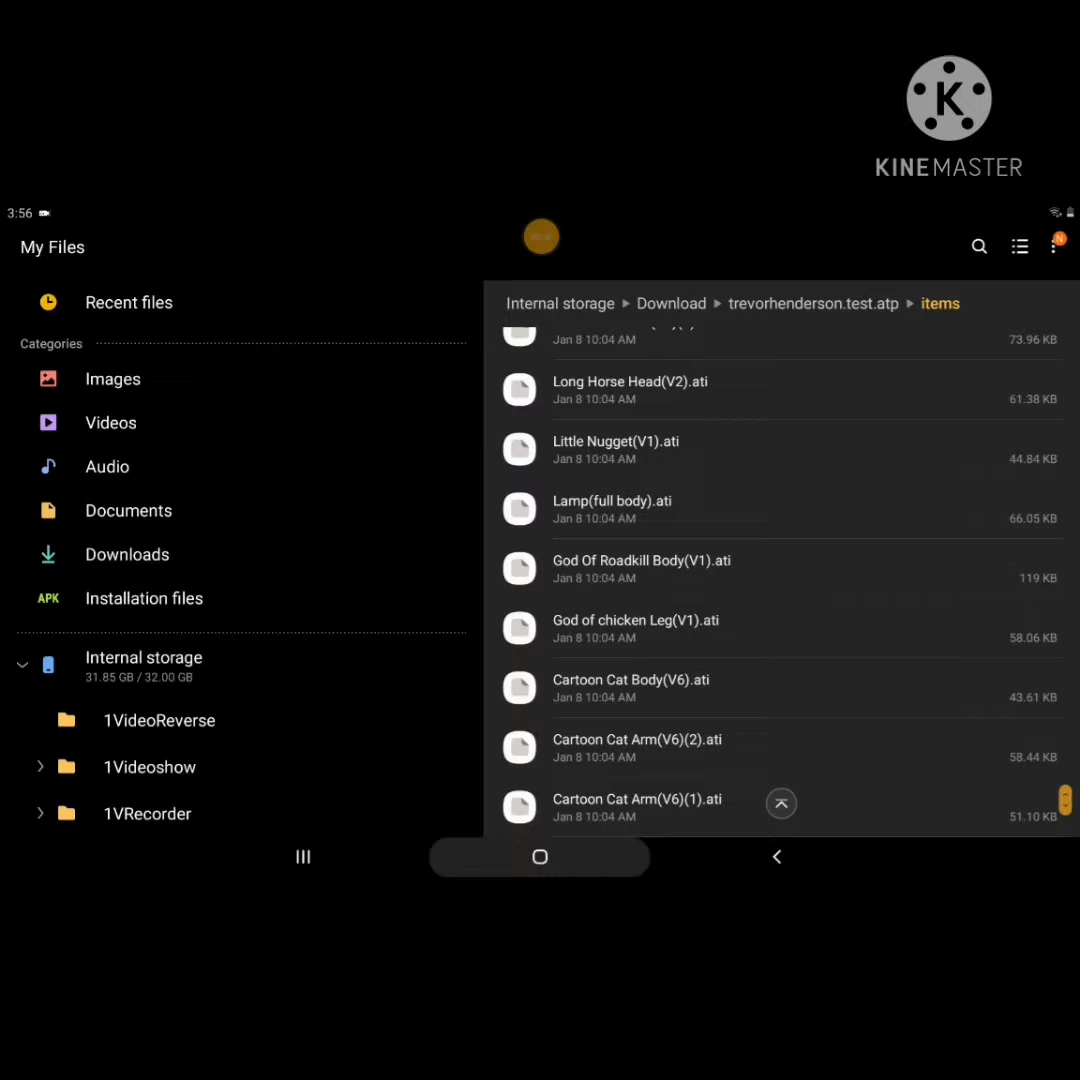 KINEMASTER
3:56
My Files
N
Recent files
Categories
Images
Videos
Audio
Documents
Downloads
APK Installation files
Internal storage
31.85 GB / 32.00 GB
1VideoReverse
1Videoshow
1VRecorder
Internal storage Download trevorhenderson.test.atp items
Jan 8 10:04 AM 73.96 KB
Long Horse Head(V2).ati
Jan 8 10:04 AM 61.38 KB
Little Nugget(V1).ati
Jan 8 10:04 AM 44.84 KB
Lamp(full body).ati
Jan 8 10:04 AM 66.05 KB
God Of Roadkill Body(V1).ati
Jan 8 10:04 AM 119 KB
God of chicken Leg(V1).ati
Jan 8 10:04 AM 58.06 KB
Cartoon Cat Body(V6).ati
Jan 8 10:04 AM 43.61 KB
Cartoon Cat Arm(V6)(2).ati
Jan 8 10:04 AM 58.44 KB
Cartoon Cat Arm(V6)(1).ati
Jan 8 10:04 AM 51.10 KB